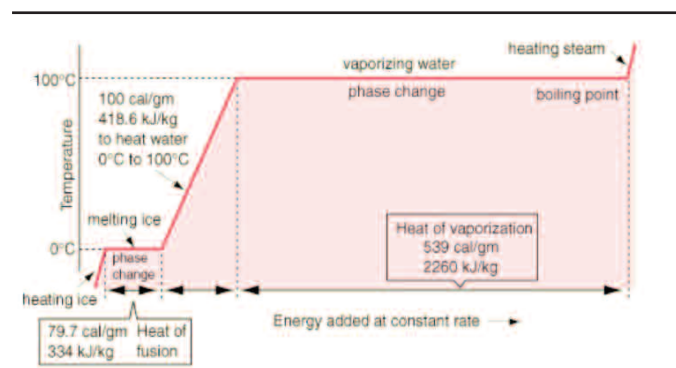 heating steam
vaporizing water
100°C
phase change
boiling point
100 cal/gm
418.6 kJ/kg
to heat water
0°C to 100°C
Temperature
melting ice
Heat of vaporization
539 cal/gm
2260 kJ/kg
0°C
phase
change
heating ice
Energy added at constant rate
79.7 cal/gm Heat of
334 kJ/kg fusion